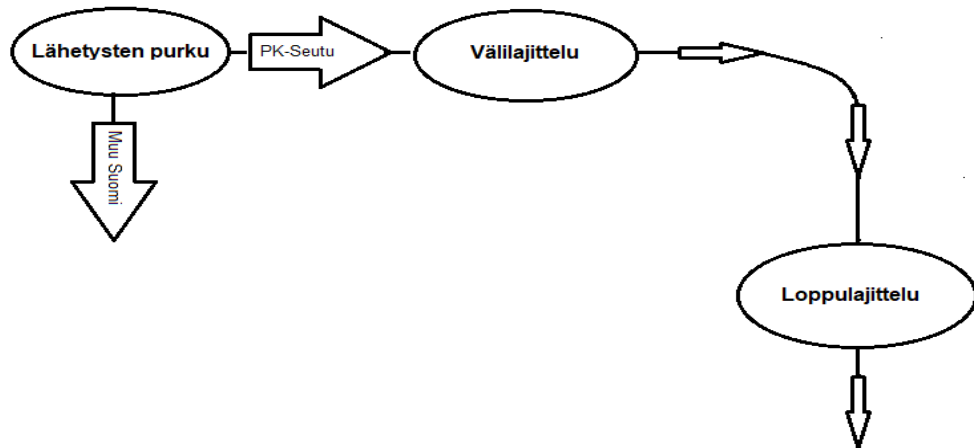 Lähetysten purku
PK-Seutu
Välilajittelu
Muu Suomi
Loppulajittelu